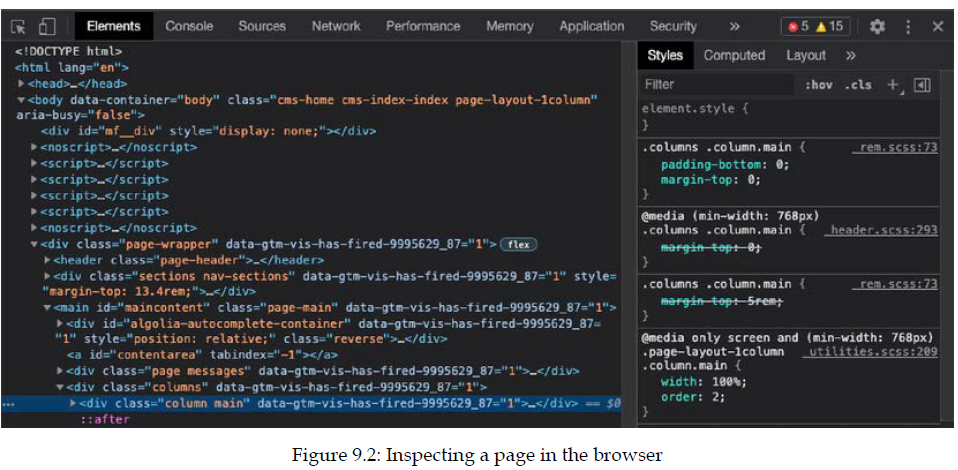 Elements Console Sources Network Performance Memory Application Security » 5 15
<!DOCTYPE html>
<html lang="en">
<head>…</head>
<body data-container="body" class="cms-home cms-index-index page-layout-1column"
aria-busy="false">
<div id="mf__div" style="display: none;"></div>
<noscript>…</noscript>
<script>…</script>
<script>…</script>
<script>…</script>
<script>…</script>
<noscript>…</noscript>
<div class="page-wrapper" data-gtm-vis-has-fired-9995629_87="1"> flex
<header class="page-header">…</header>
<div class="sections nav-sections" data-gtm-vis-has-fired-9995629_87="1" style=
"margin-top: 13.4rem;">…</div>
<main id="maincontent" class="page-main" data-gtm-vis-has-fired-9995629_87="1">
<div id="algolia-autocomplete-container" data-gtm-vis-has-fired-9995629_87=
"1" style="position: relative;" class="reverse">…</div>
<a id="contentarea" tabindex="-1"></a>
<div class="page messages" data-gtm-vis-has-fired-9995629_87="1">…</div>
<div class="columns" data-gtm-vis-has-fired-9995629_87="1">
… <div class="column main" data-gtm-vis-has-fired-9995629_87="1">…</div> == $0
::after
Styles Computed Layout »
Filter :hov .cls +
element.style {
}
.columns .column.main { _rem.scss:73
padding-bottom: 0;
margin-top: 0;
}
@media (min-width: 768px)
.columns .column.main { _header.scss:293
margin-top: 0;
}
.columns .column.main { _rem.scss:73
margin-top: 5rem;
}
@media only screen and (min-width: 768px)
.page-layout-1column _utilities.scss:209
.column.main {
width: 100%;
order: 2;
}
Figure 9.2: Inspecting a page in the browser